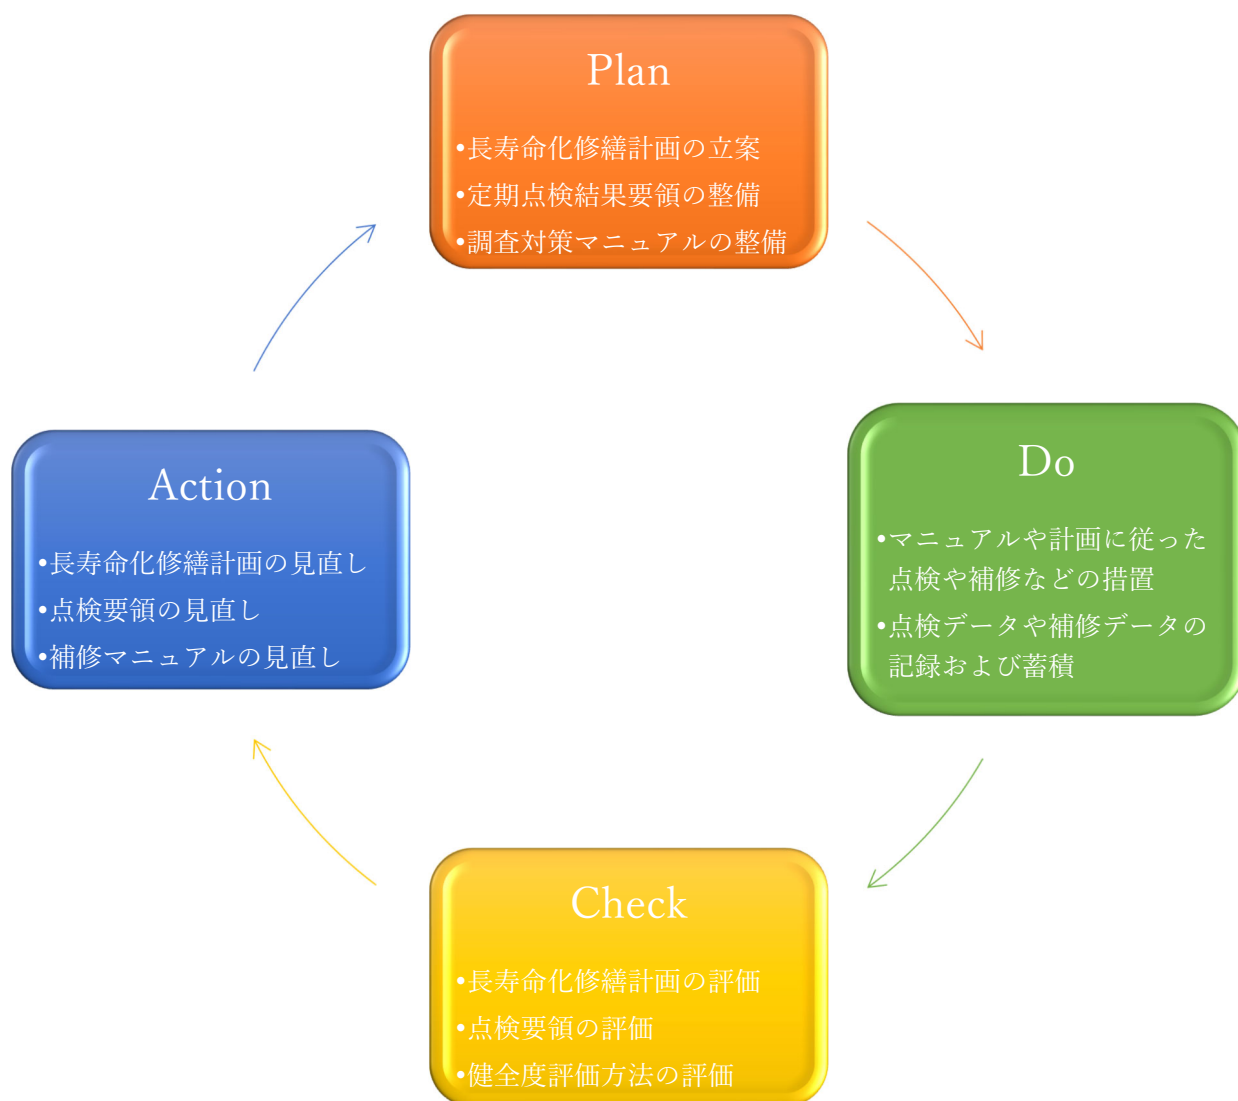 Plan
•長寿命化修繕計画の立案
•定期点検結果要領の整備
•調査対策マニュアルの整備
Do
•マニュアルや計画に従った
点検や補修などの措置
•点検データや補修データの
記録および蓄積
Check
•長寿命化修繕計画の評価
•点検要領の評価
•健全度評価方法の評価
Action
•長寿命化修繕計画の見直し
•点検要領の見直し
•補修マニュアルの見直し